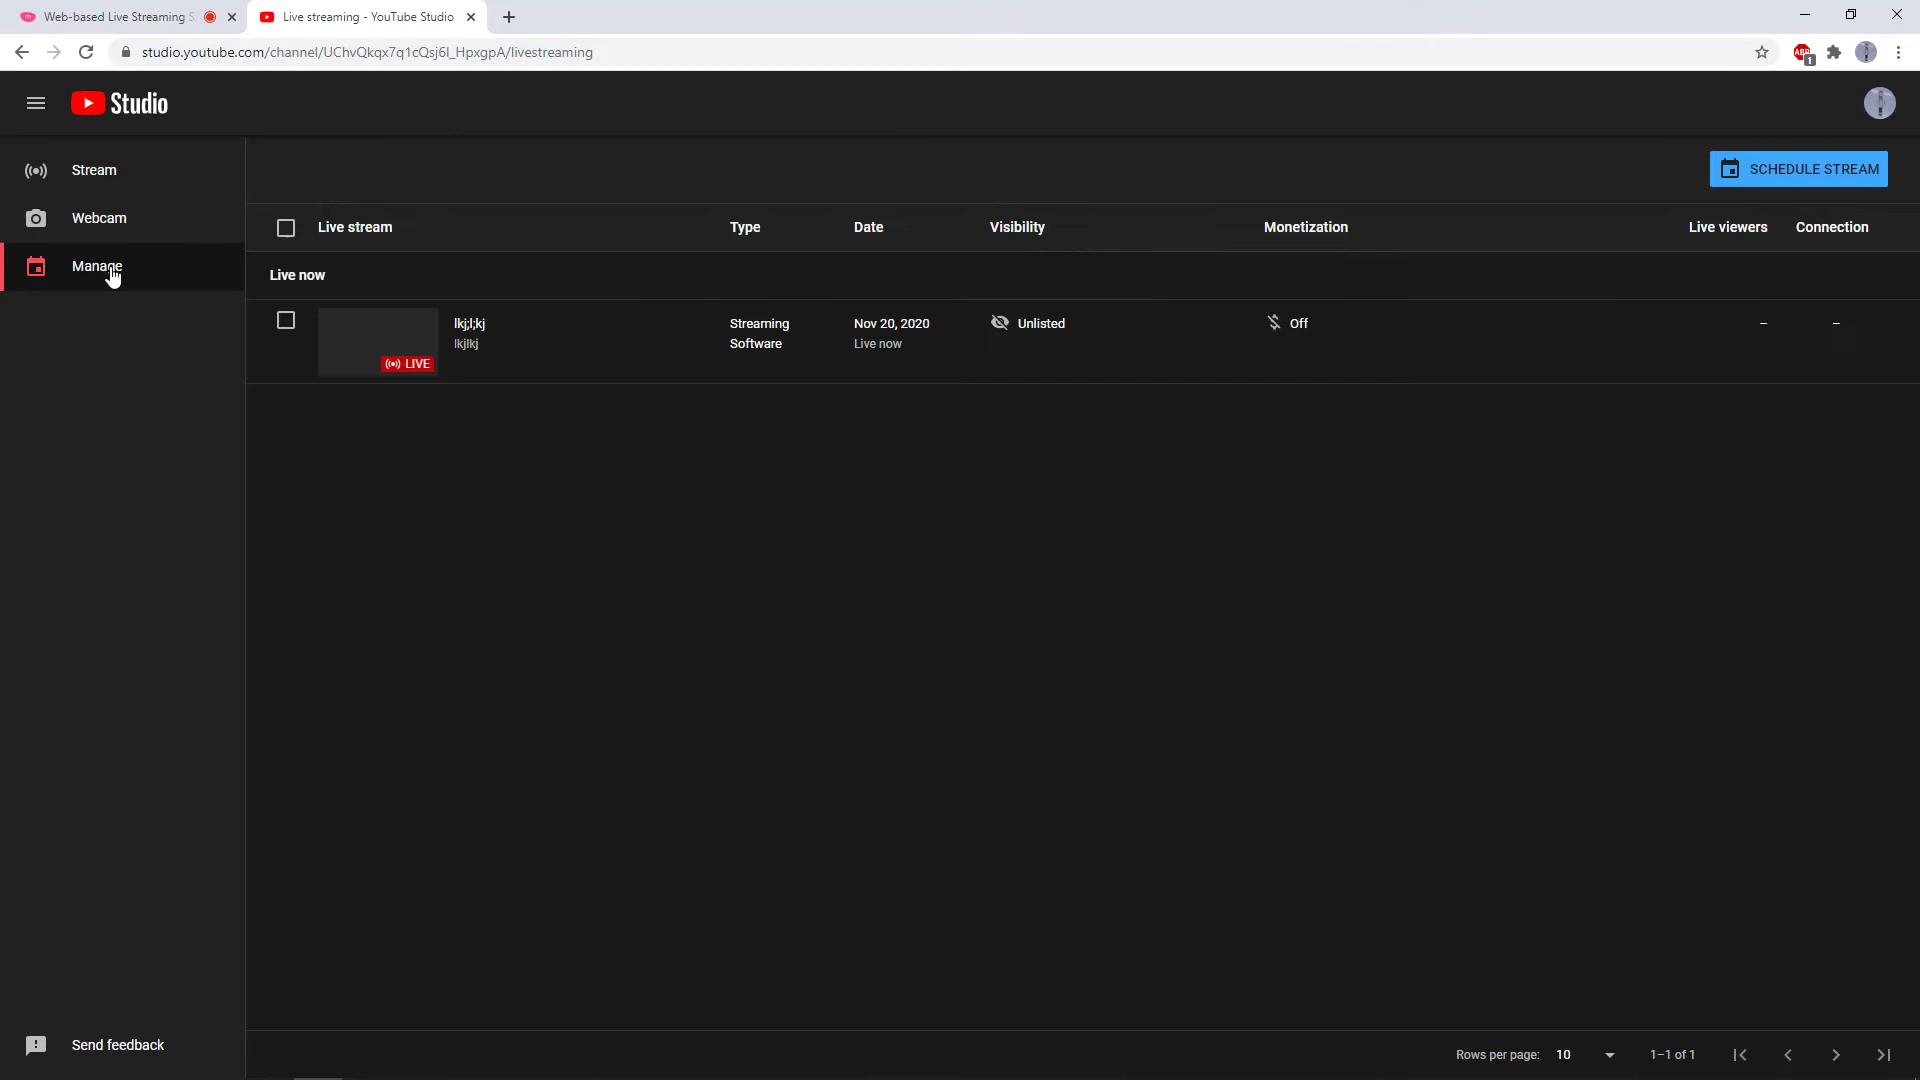 Web-based Live Streaming S
Live streaming - YouTube Studio
studio.youtube.com/channel/UChvQkqx7q1cQsj6l_HpxgpA/livestreaming
ABP
1
Studio
Stream
SCHEDULE STREAM
Webcam
Live stream Type Date Visibility Monetization Live viewers Connection
Manage
Live now
lkj;l;kj Streaming Nov 20, 2020 Unlisted Off – –
lkjlkj Software Live now
LIVE
Send feedback
Rows per page: 10 1–1 of 1